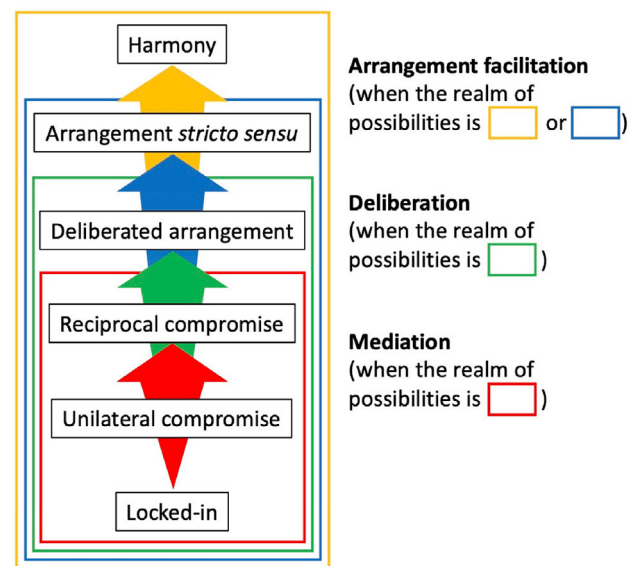 Harmony
Arrangement stricto sensu
Deliberated arrangement
Reciprocal compromise
Unilateral compromise
Locked-in
Arrangement facilitation
(when the realm of
possibilities is or )
Deliberation
(when the realm of
possibilities is )
Mediation
(when the realm of
possibilities is )